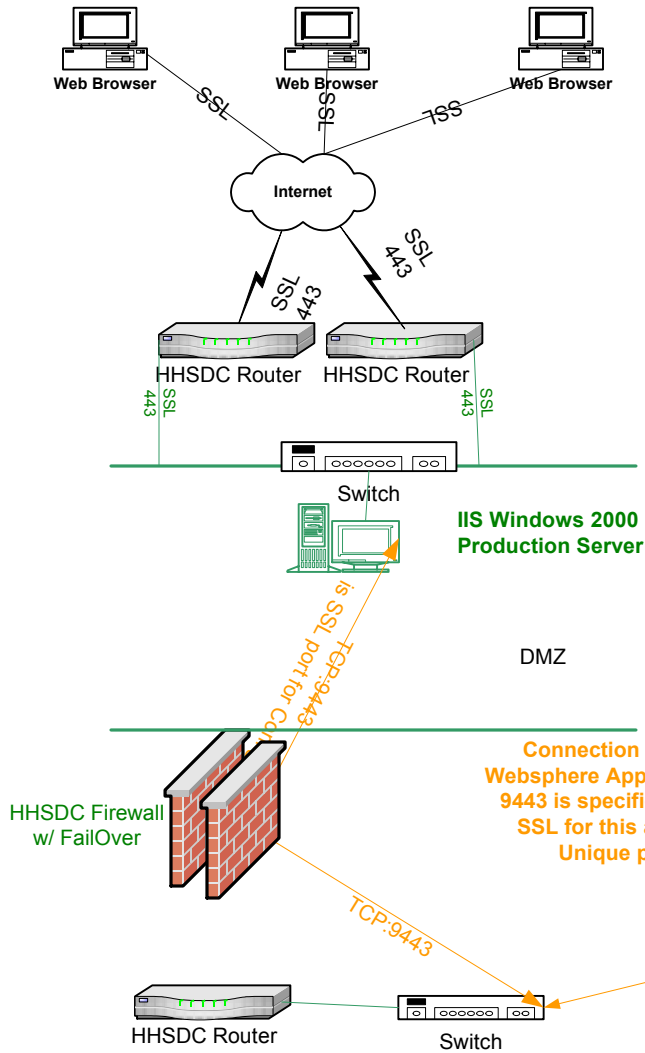 Web Browser
Web Browser
Web Browser
SSL
SSL
SSL
Internet
SSL
443
SSL
443
HHSDC Router
HHSDC Router
SSL
443
SSL
443
Switch
IIS Windows 2000
Production Server
TCP:9443
is SSL port for Con
DMZ
Connection
Websphere App
9443 is specifi
SSL for this a
Unique p
HHSDC Firewall
w/ FailOver
TCP:9443
HHSDC Router
Switch